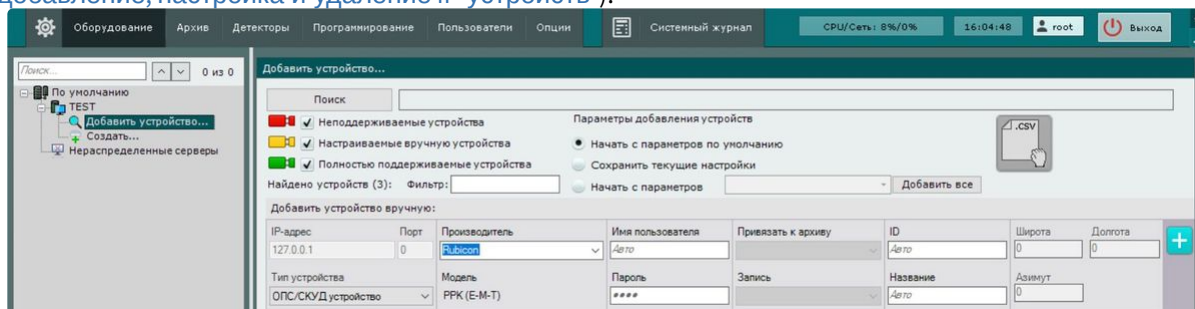 добавление, настройка и удаление IP-устройств").
Оборудование Архив Детекторы Программирование Пользователи Опции Системный журнал CPU/Сеть: 8%/0% 16:04:48 root Выход
Поиск... 0 из 0
По умолчанию
TEST
Добавить устройство...
Создать...
Нераспределенные серверы
Добавить устройство...
Поиск
Неподдерживаемые устройства
Настраиваемые вручную устройства
Полностью поддерживаемые устройства
Найдено устройств (3): Фильтр:
Параметры добавления устройств
Начать с параметров по умолчанию
Сохранить текущие настройки
Начать с параметров Добавить все
.CSV
Добавить устройство вручную:
IP-адрес Порт Производитель Имя пользователя Привязать к архиву ID Широта Долгота
127.0.0.1 0 Rubicon Авто Авто 0 0
Тип устройства Модель Пароль Запись Название Азимут
ОПС/СКУД устройство PPK (E-M-T) **** Авто 0